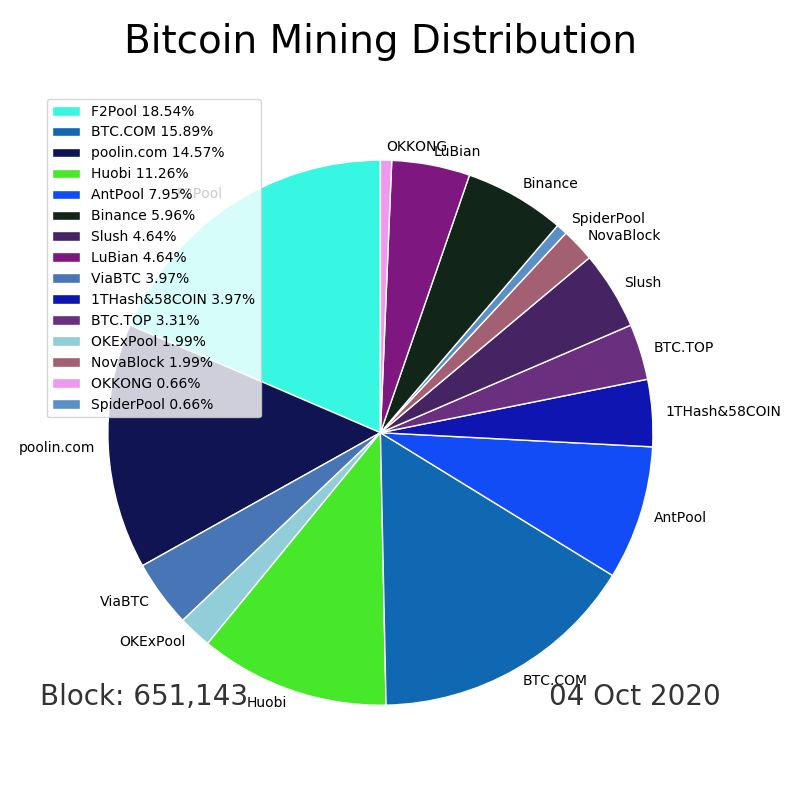 Bitcoin Mining Distribution
F2Pool 18.54%
BTC.COM 15.89%
poolin.com 14.57%
Huobi 11.26%
AntPool 7.95%
Binance 5.96%
Slush 4.64%
LuBian 4.64%
ViaBTC 3.97%
1THash&58COIN 3.97%
BTC.TOP 3.31%
OKExPool 1.99%
NovaBlock 1.99%
OKKONG 0.66%
SpiderPool 0.66%
OKKONG
LuBian
Binance
F2Pool
SpiderPool
NovaBlock
Slush
BTC.TOP
1THash&58COIN
poolin.com
AntPool
ViaBTC
OKExPool
BTC.COM
Huobi
Block: 651,143
04 Oct 2020